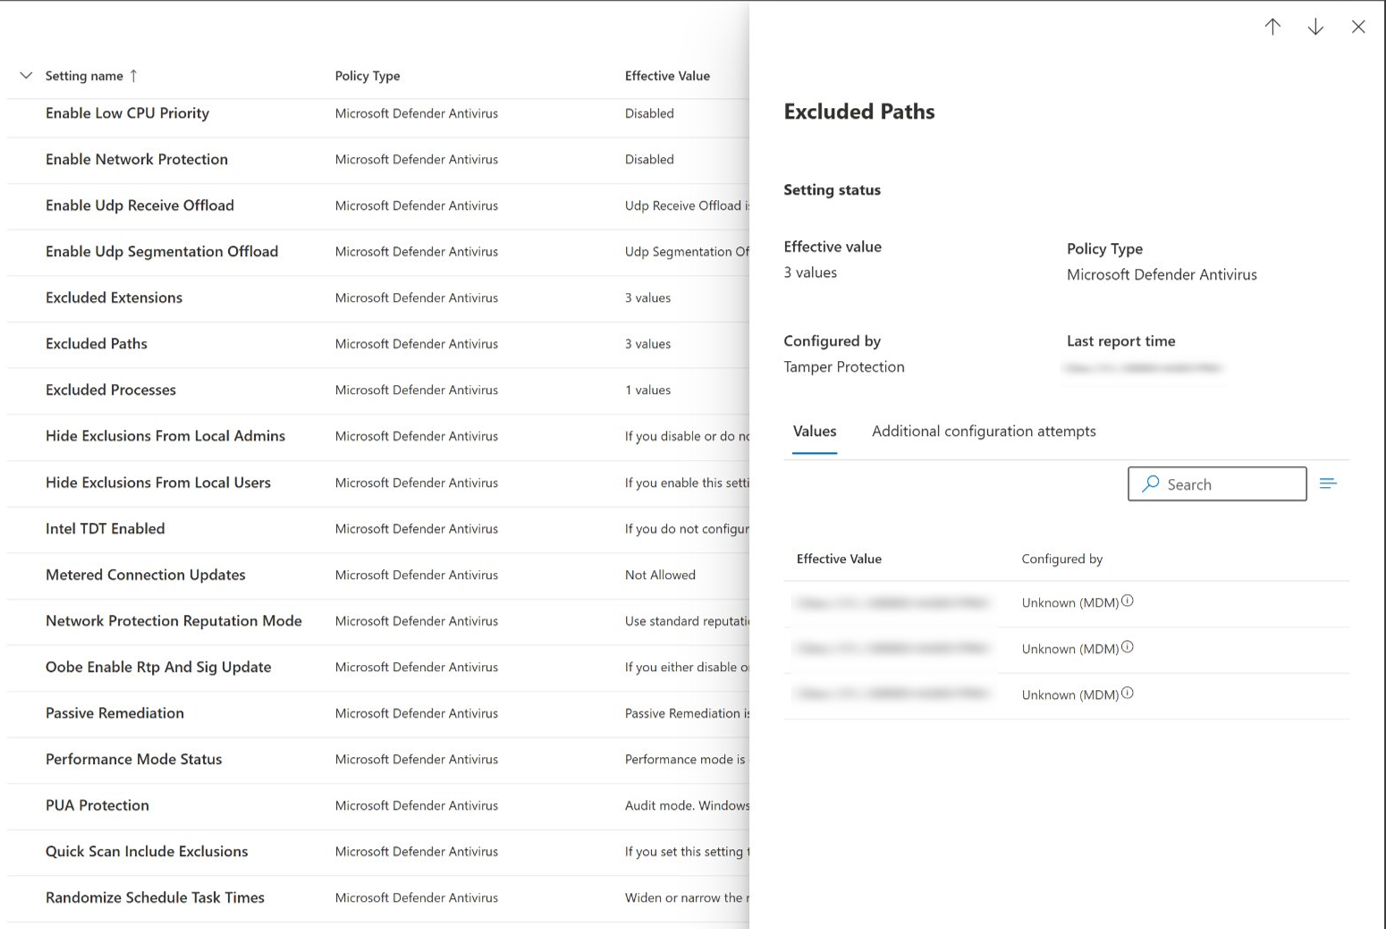 Setting name ↑ Policy Type Effective Value
Enable Low CPU Priority Microsoft Defender Antivirus Disabled
Enable Network Protection Microsoft Defender Antivirus Disabled
Enable Udp Receive Offload Microsoft Defender Antivirus Udp Receive Offload i
Enable Udp Segmentation Offload Microsoft Defender Antivirus Udp Segmentation Of
Excluded Extensions Microsoft Defender Antivirus 3 values
Excluded Paths Microsoft Defender Antivirus 3 values
Excluded Processes Microsoft Defender Antivirus 1 values
Hide Exclusions From Local Admins Microsoft Defender Antivirus If you disable or do no
Hide Exclusions From Local Users Microsoft Defender Antivirus If you enable this setti
Intel TDT Enabled Microsoft Defender Antivirus If you do not configur
Metered Connection Updates Microsoft Defender Antivirus Not Allowed
Network Protection Reputation Mode Microsoft Defender Antivirus Use standard reputati
Oobe Enable Rtp And Sig Update Microsoft Defender Antivirus If you either disable o
Passive Remediation Microsoft Defender Antivirus Passive Remediation i
Performance Mode Status Microsoft Defender Antivirus Performance mode is
PUA Protection Microsoft Defender Antivirus Audit mode. Windows
Quick Scan Include Exclusions Microsoft Defender Antivirus If you set this setting
Randomize Schedule Task Times Microsoft Defender Antivirus Widen or narrow the
Excluded Paths
Setting status
Effective value Policy Type
3 values Microsoft Defender Antivirus
Configured by Last report time
Tamper Protection
Values Additional configuration attempts
Search
Effective Value Configured by
Unknown (MDM)
Unknown (MDM)
Unknown (MDM)